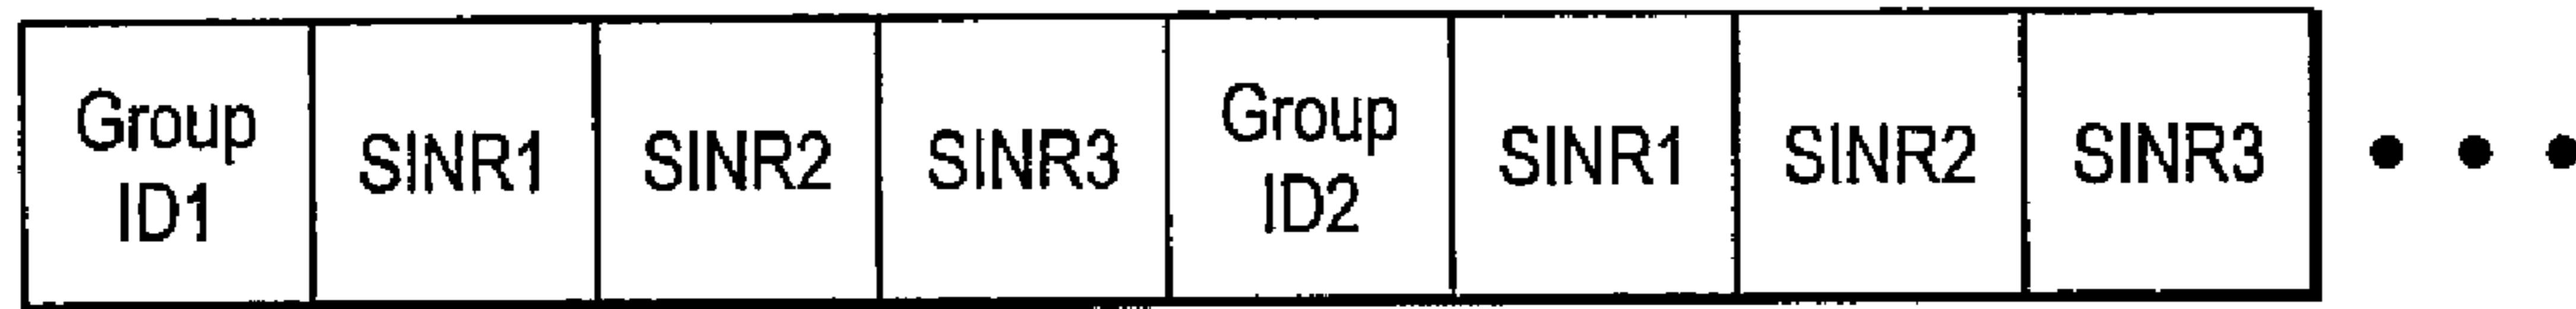 Group
ID1
SINR1
SINR2
SINR3
Group
ID2
SINR1
SINR2
SINR3
• • •